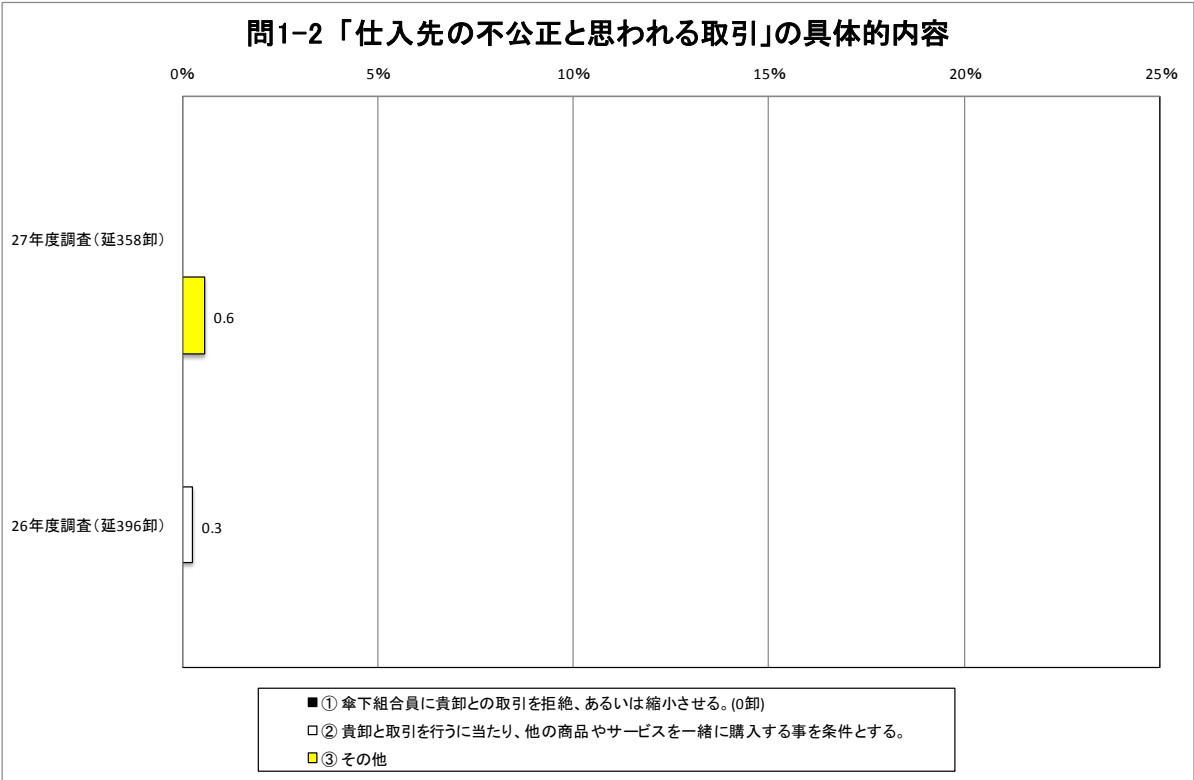 問1-2 「仕入先の不公正と思われる取引」の具体的内容
0% 5% 10% 15% 20% 25%
27年度調査(延358卸)
0.6
26年度調査(延396卸)
0.3
① 傘下組合員に貴卸との取引を拒絶、あるいは縮小させる。(0卸)
② 貴卸と取引を行うに当たり、他の商品やサービスを一緒に購入する事を条件とする。
③ その他